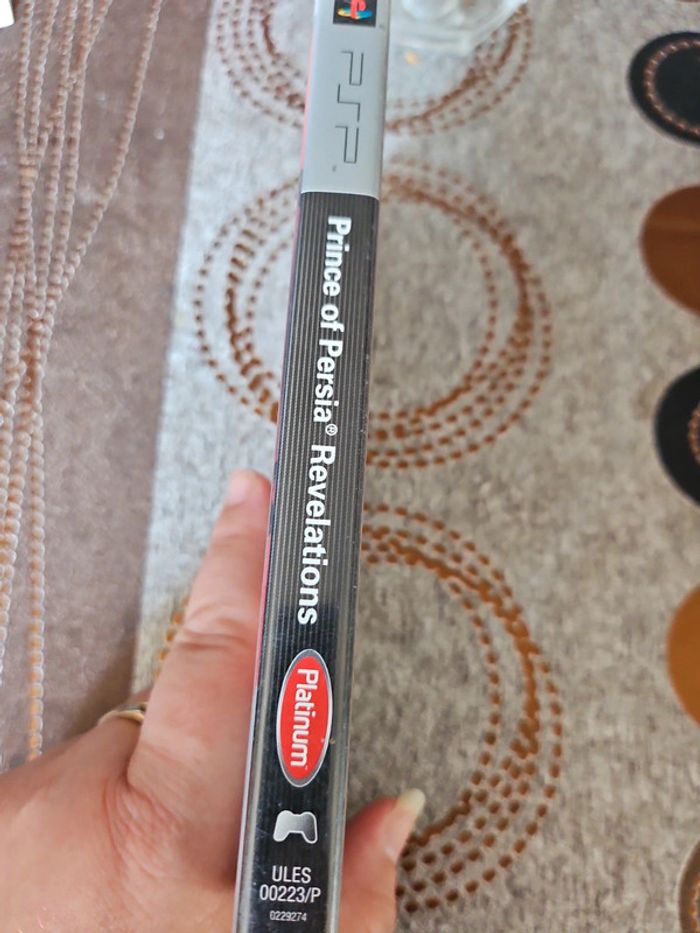 PSP
Prince of Persia® Revelations
Platinum
ULES
00223/P
0229274